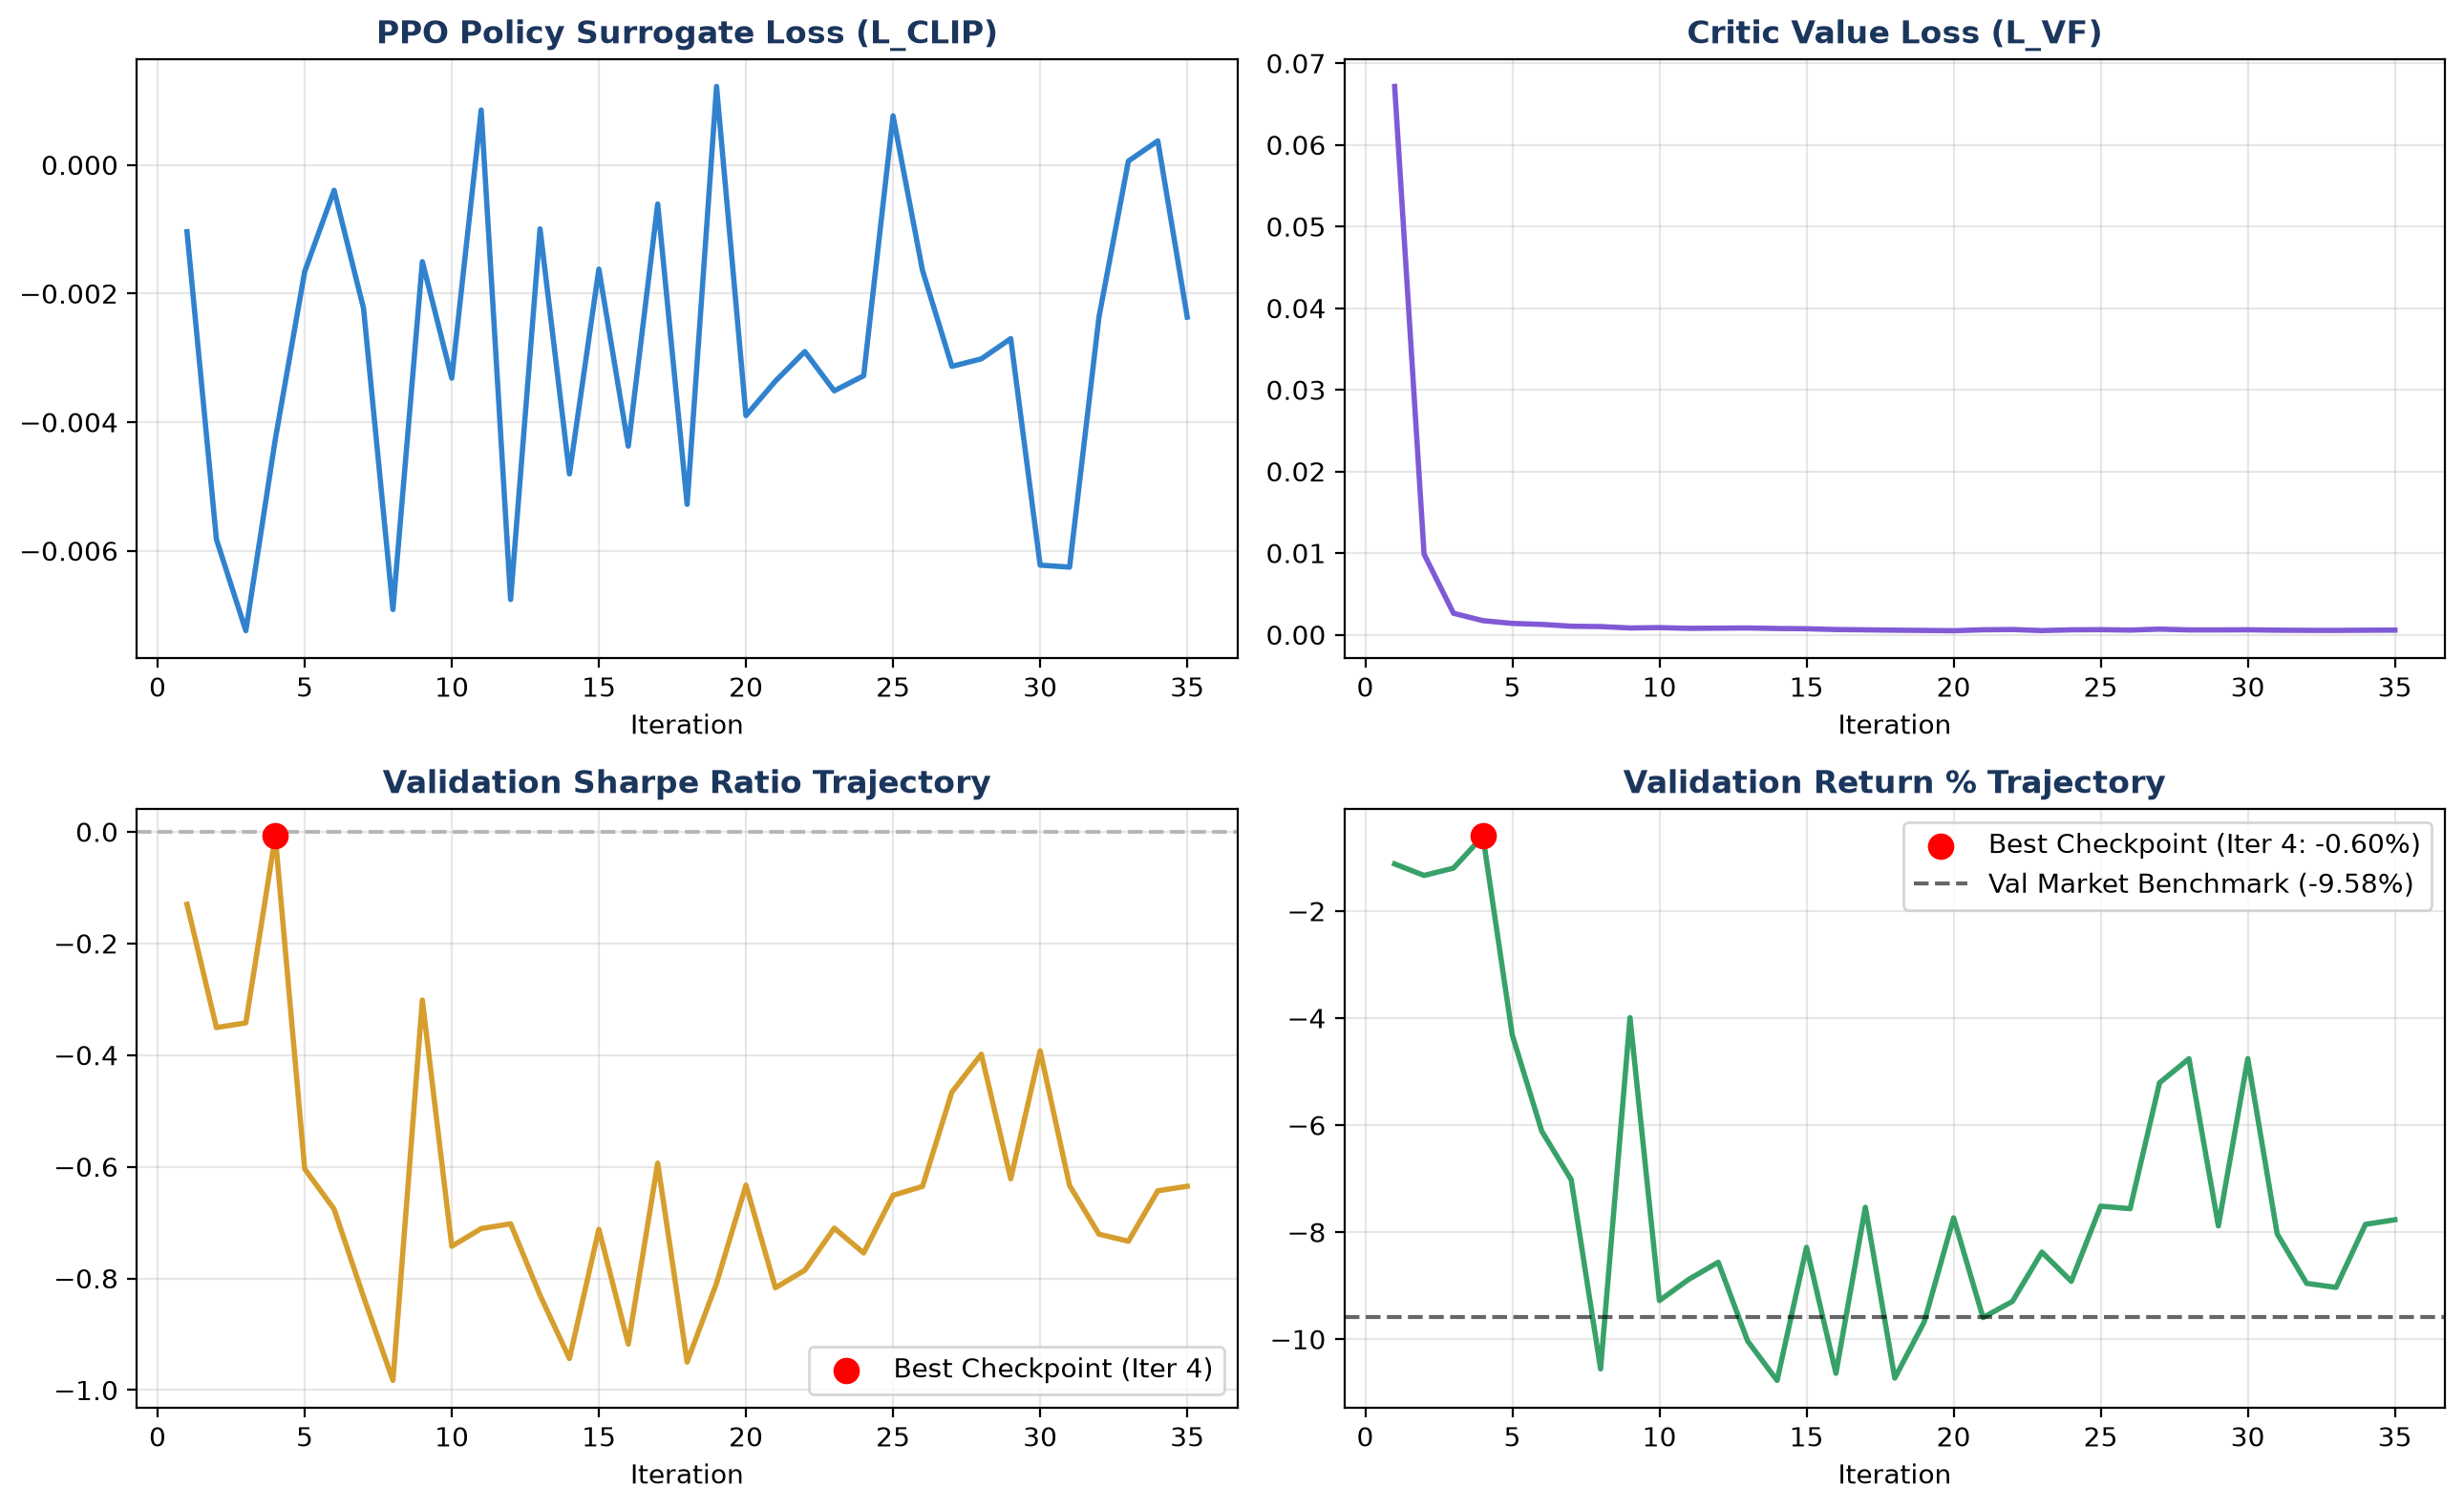 PPO Policy Surrogate Loss (L_CLIP)
0.000
−0.002
−0.004
−0.006
0 5 10 15 20 25 30 35
Iteration
Critic Value Loss (L_VF)
0.07
0.06
0.05
0.04
0.03
0.02
0.01
0.00
0 5 10 15 20 25 30 35
Iteration
Validation Sharpe Ratio Trajectory
0.0
−0.2
−0.4
−0.6
−0.8
−1.0
Best Checkpoint (Iter 4)
0 5 10 15 20 25 30 35
Iteration
Validation Return % Trajectory
Best Checkpoint (Iter 4: -0.60%)
Val Market Benchmark (-9.58%)
−2
−4
−6
−8
−10
0 5 10 15 20 25 30 35
Iteration